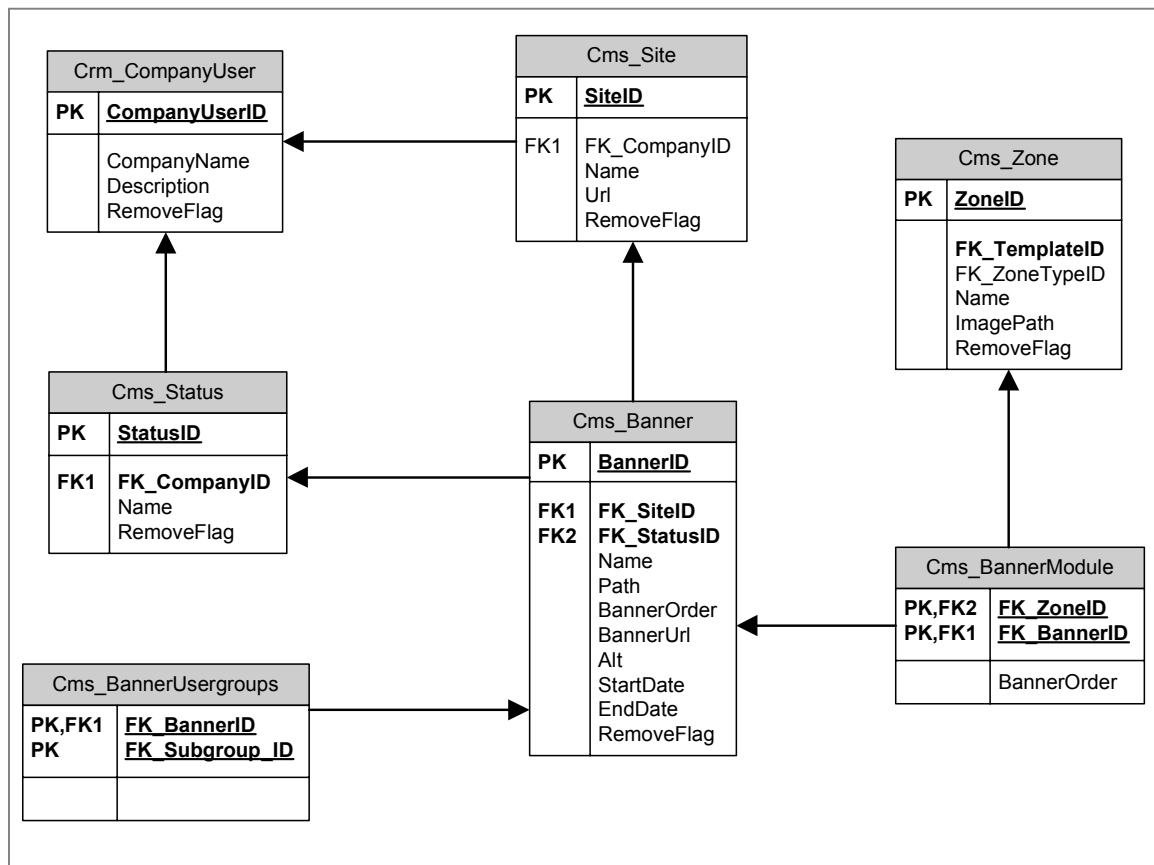 Crm_CompanyUser
PK CompanyUserID
CompanyName
Description
RemoveFlag
Cms_Site
PK SiteID
FK1 FK_CompanyID
Name
Url
RemoveFlag
Cms_Zone
PK ZoneID
FK_TemplateID
FK_ZoneTypeID
Name
ImagePath
RemoveFlag
Cms_Status
PK StatusID
FK1 FK_CompanyID
Name
RemoveFlag
Cms_Banner
PK BannerID
FK1 FK_SiteID
FK2 FK_StatusID
Name
Path
BannerOrder
BannerUrl
Alt
StartDate
EndDate
RemoveFlag
Cms_BannerModule
PK,FK2 FK_ZoneID
PK,FK1 FK_BannerID
BannerOrder
Cms_BannerUsergroups
PK,FK1 FK_BannerID
PK FK_Subgroup_ID